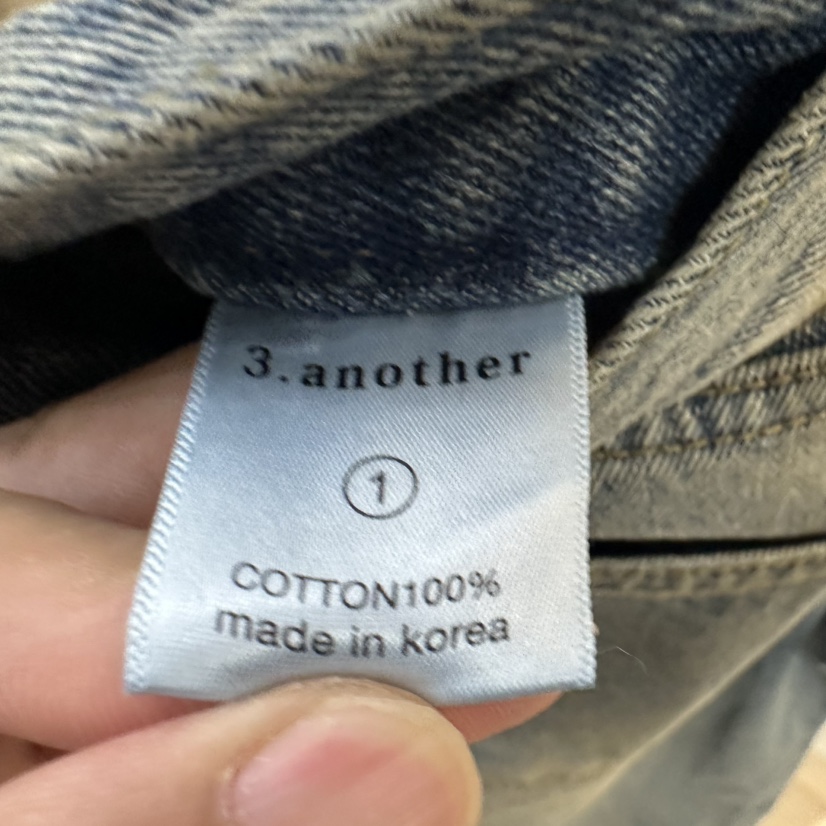 3.another
①
COTTON100%
made in korea